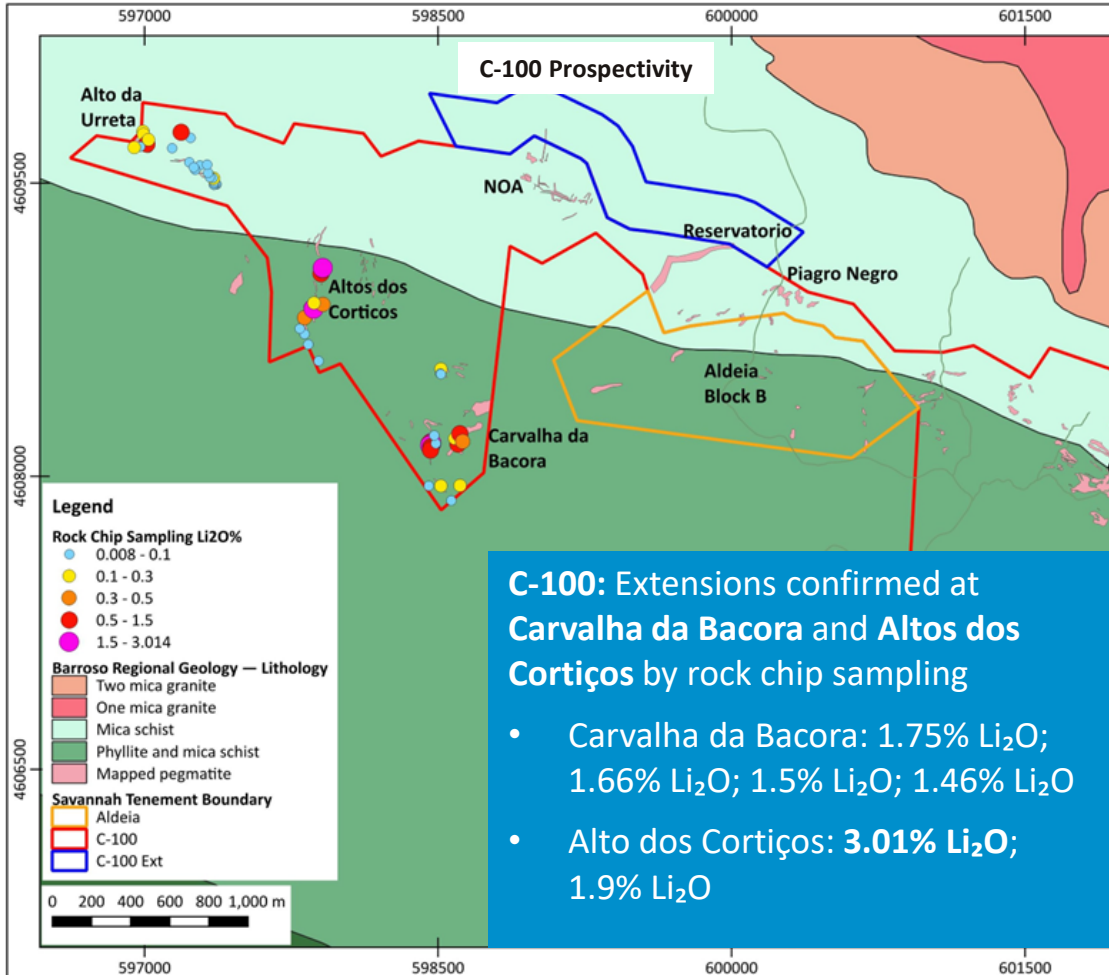 597000 598500 600000 601500
C-100 Prospectivity
Alto da
Urreta
4609500
NOA
Reservatorio
Piagro Negro
Altos dos
Corticos
Aldeia
Block B
Carvalha da
Bacora
4608000
Legend
Rock Chip Sampling Li2O%
0.008 - 0.1
0.1 - 0.3
0.3 - 0.5
0.5 - 1.5
1.5 - 3.014
Barroso Regional Geology — Lithology
Two mica granite
One mica granite
Mica schist
Phyllite and mica schist
Mapped pegmatite
Savannah Tenement Boundary
Aldeia
C-100
C-100 Ext
4606500
0 200 400 600 800 1,000 m
C-100: Extensions confirmed at
Carvalha da Bacora and Altos dos
Cortiços by rock chip sampling
• Carvalha da Bacora: 1.75% Li₂O;
1.66% Li₂O; 1.5% Li₂O; 1.46% Li₂O
• Alto dos Cortiços: 3.01% Li₂O;
1.9% Li₂O
597000 598500 600000 601500